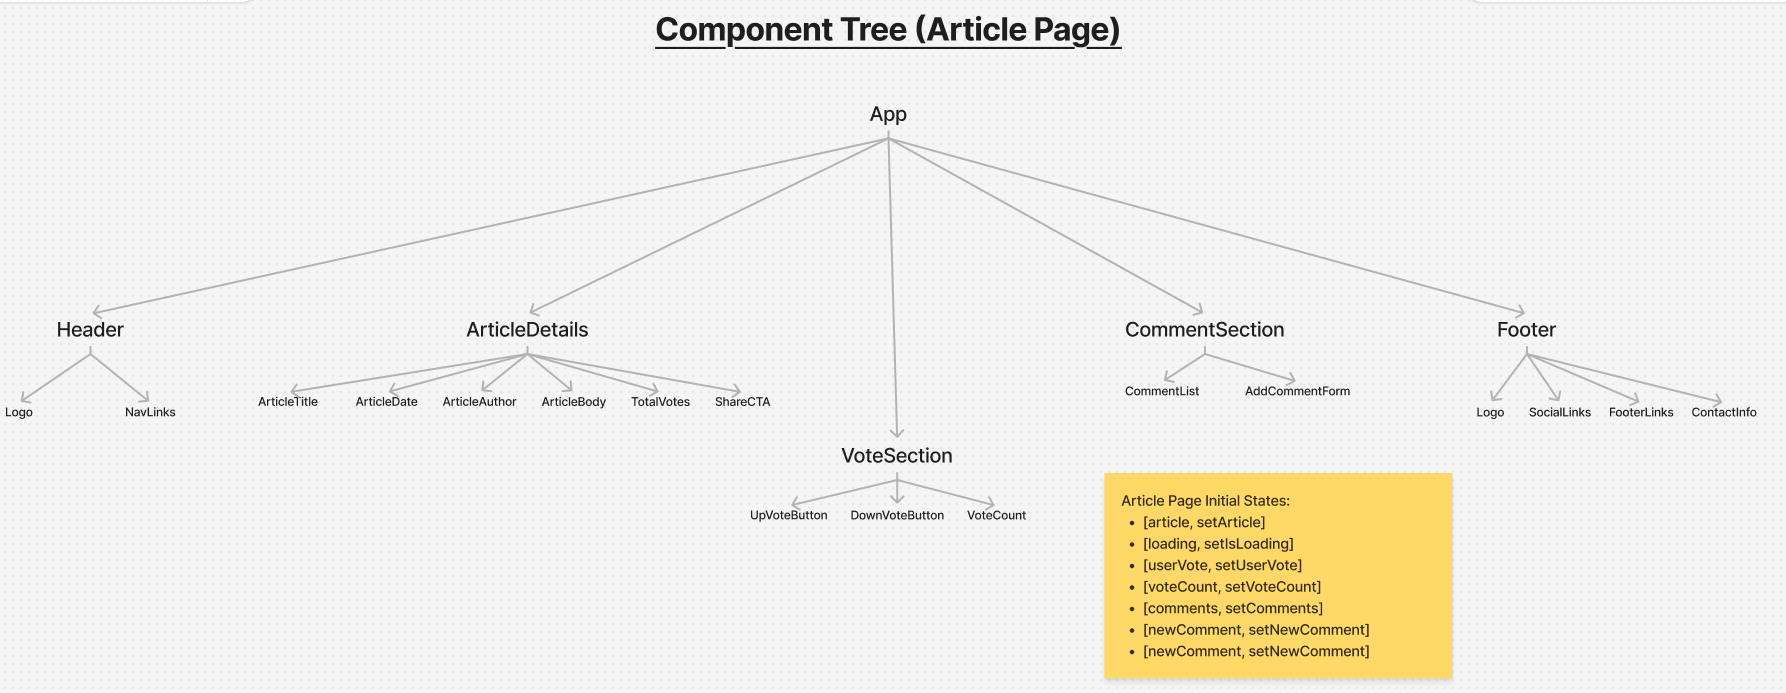 Component Tree (Article Page)
App
Header
ArticleDetails
CommentSection
Footer
Logo
NavLinks
ArticleTitle
ArticleDate
ArticleAuthor
ArticleBody
TotalVotes
ShareCTA
CommentList
AddCommentForm
Logo
SocialLinks
FooterLinks
ContactInfo
VoteSection
UpVoteButton
DownVoteButton
VoteCount
Article Page Initial States:
• [article, setArticle]
• [loading, setIsLoading]
• [userVote, setUserVote]
• [voteCount, setVoteCount]
• [comments, setComments]
• [newComment, setNewComment]
• [newComment, setNewComment]